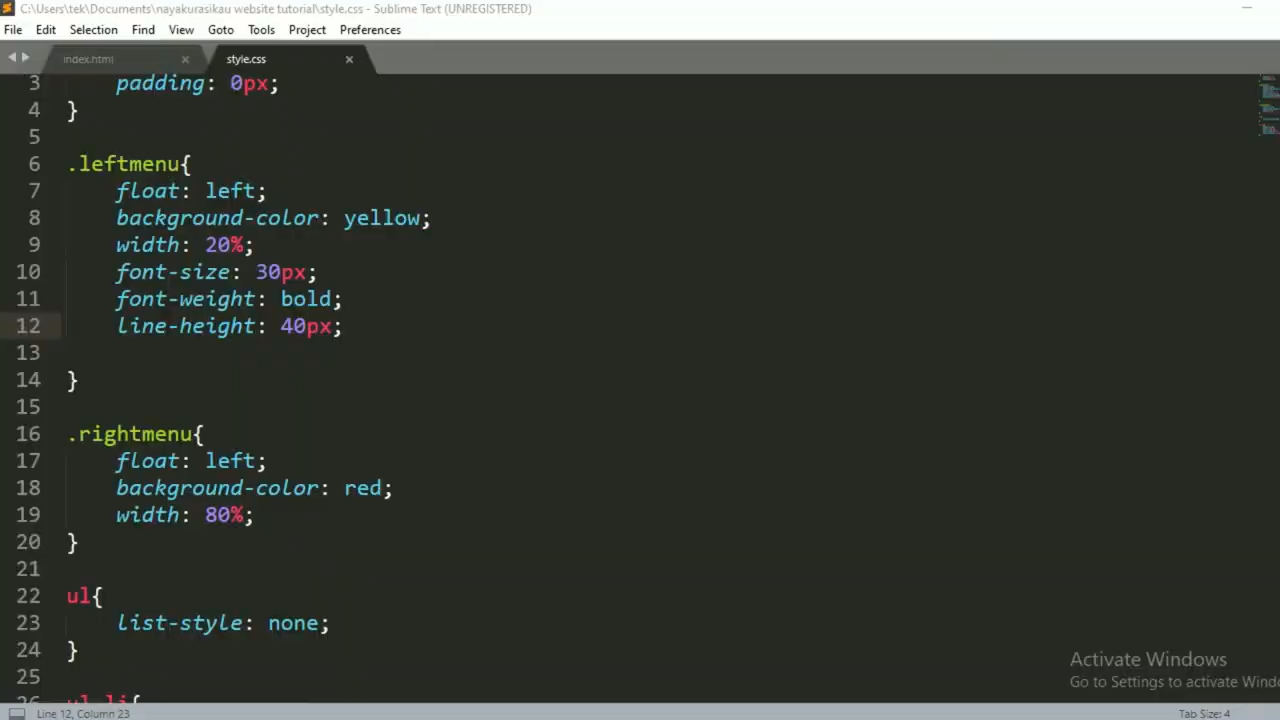 C:\Users\tek\Documents\nayakurasikau website tutorial\style.css - Sublime Text (UNREGISTERED)
File Edit Selection Find View Goto Tools Project Preferences
index.html style.css
3 padding: 0px;
4 }
5
6 .leftmenu{
7 float: left;
8 background-color: yellow;
9 width: 20%;
10 font-size: 30px;
11 font-weight: bold;
12 line-height: 40px;
13
14 }
15
16 .rightmenu{
17 float: left;
18 background-color: red;
19 width: 80%;
20 }
21
22 ul{
23 list-style: none;
24 }
25
26 ul li{
Activate Windows
Go to Settings to activate Wind
Line 12, Column 23 Tab Size: 4